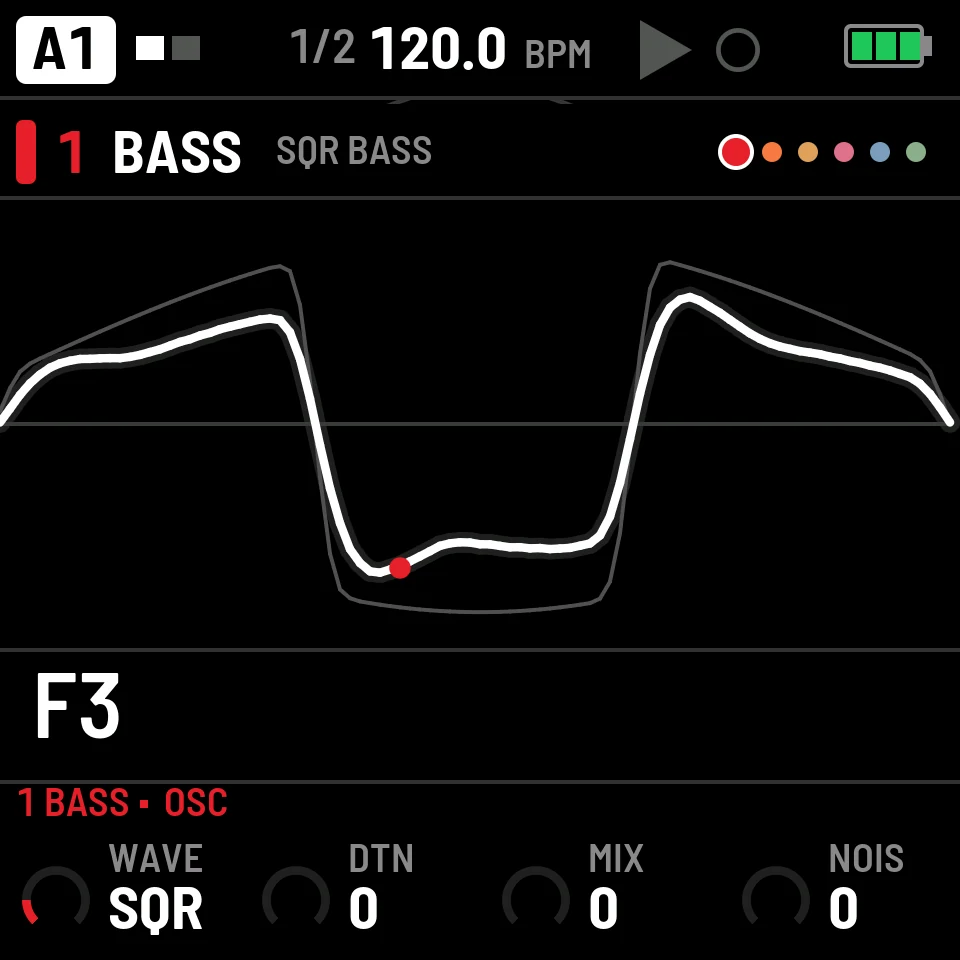 A1 1/2 120.0 BPM
1 BASS SQR BASS
F3
1 BASS ▪ OSC
WAVE DTN MIX NOIS
SQR 0 0 0